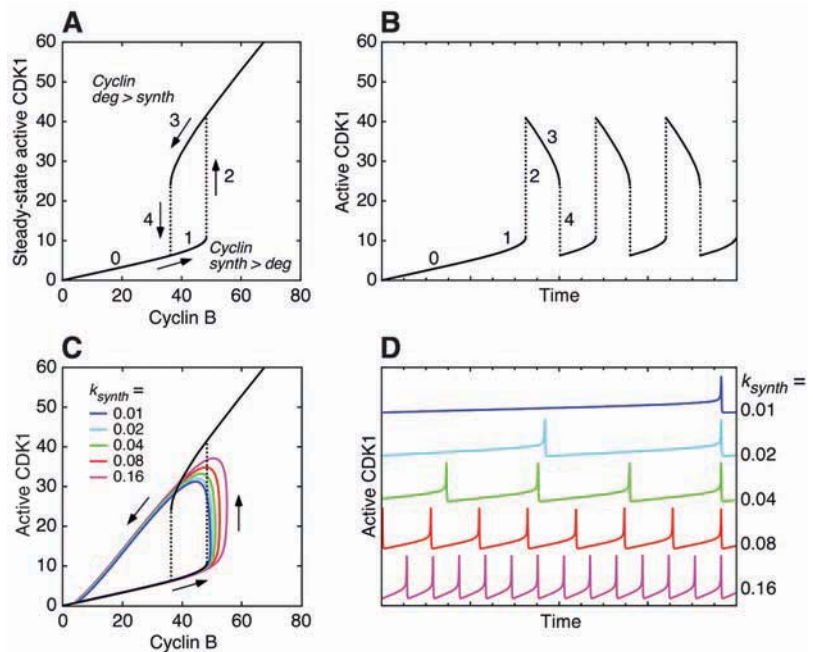 A
60
50
40
30
20
10
0
Steady-state active CDK1
Cyclin
deg > synth
3
2
4
1
0
Cyclin
synth > deg
0 20 40 60 80
Cyclin B
B
60
50
40
30
20
10
0
Active CDK1
3
2
1
4
0
Time
C
60
50
40
30
20
10
0
Active CDK1
ksynth =
0.01
0.02
0.04
0.08
0.16
0 20 40 60 80
Cyclin B
D
Active CDK1
ksynth =
0.01
0.02
0.04
0.08
0.16
Time